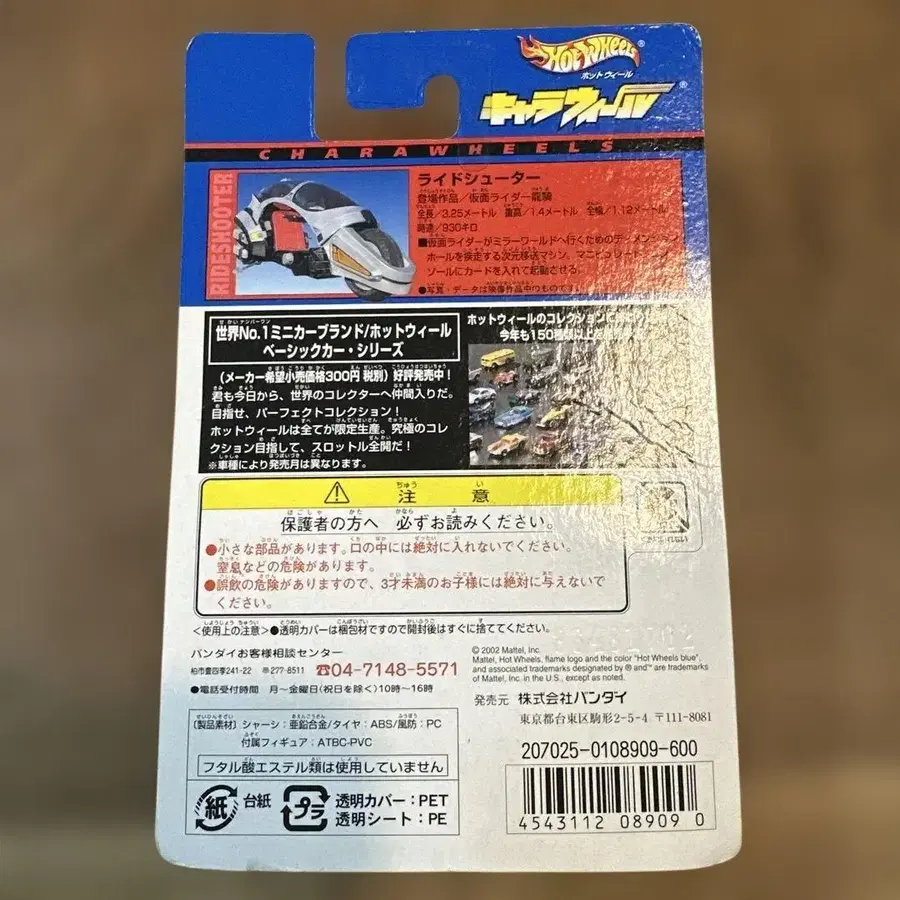 HOT WHEELS
ホットウィール
キャラウィール
CHARAWHEELS
RIDESHOOTER
ライドシューター
登場作品/仮面ライダー龍騎
全長/3.25メートル 車高/1.4メートル 全幅/1.12メートル
時速/930キロ
■仮面ライダーがミラーワールドへ行くためのディメンション
ホールを疾走する次元移送マシン。
ソールにカードを入れて起動させる。
●写真・データは映像作品中のものです。
世界No.1ミニカーブランド/ホットウィール
ベーシックカー・シリーズ
(メーカー希望小売価格300円 税別) 好評発売中!
君も今日から、世界のコレクターへ仲間入りだ。
目指せ、パーフェクトコレクション!
ホットウィールは全てが限定生産。究極のコレ
クション目指して、スロットル全開だ!
※車種により発売月は異なります。
ホットウィールのコレクションに
今年も150種類以上を
⚠ 注 意
保護者の方へ 必ずお読みください。
●小さな部品があります。口の中には絶対に入れないでください。
窒息などの危険があります。
●誤飲の危険がありますので、3才未満のお子様には絶対に与えないで
ください。
<使用上の注意>●透明カバーは梱包材ですので開封後はすぐに捨ててください。
バンダイお客様相談センター
柏市豊四季241-22 〒277-8511 ☎04-7148-5571
●電話受付時間 月〜金曜日(祝日を除く)10時〜16時
© 2002 Mattel, Inc.
Mattel, Hot Wheels, flame logo and the color "Hot Wheels blue",
and associated trademarks designated by ® and™ are trademarks
of Mattel, Inc. in the U.S., except as noted.
発売元 株式会社バンダイ
東京都台東区駒形2-5-4 〒111-8081
〈製品素材〉シャーシ:亜鉛合金/タイヤ:ABS/風防:PC
付属フィギュア:ATBC-PVC
フタル酸エステル類は使用していません
紙 台紙 プラ 透明カバー:PET
透明シート:PE
207025-0108909-600
4543112 08909 0